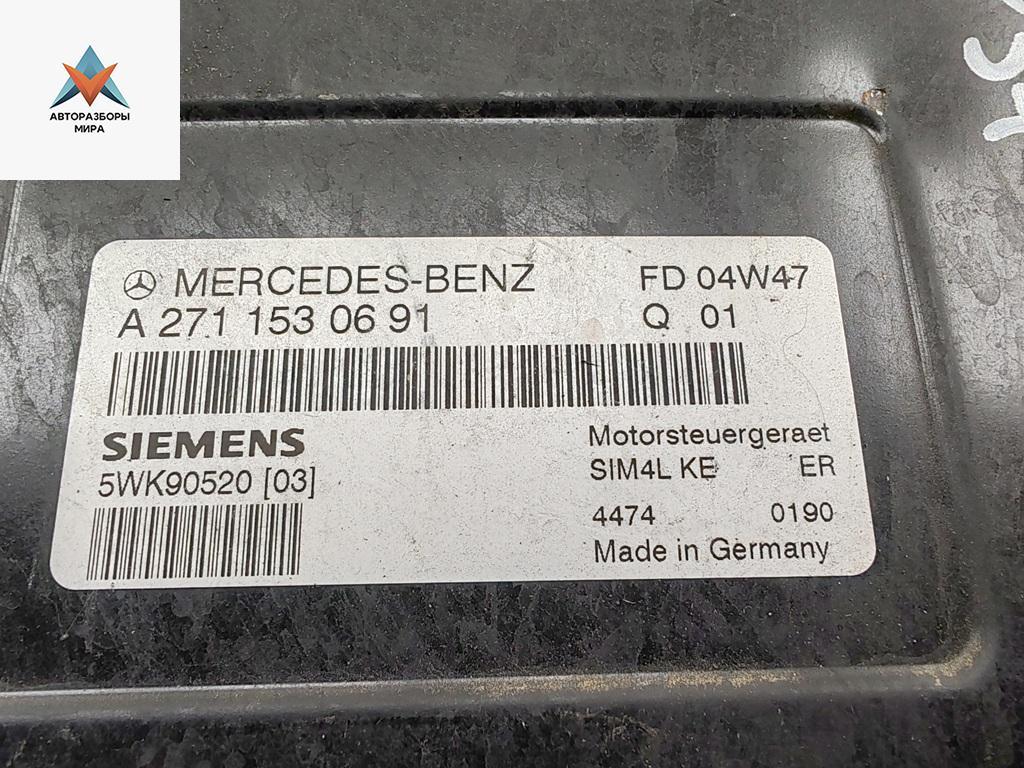 АВТОРАЗБОРЫ
МИРА
MERCEDES-BENZ FD 04W47
A 271 153 06 91 Q 01
SIEMENS Motorsteuergeraet
5WK90520 [03] SIM4L KE ER
4474 0190
Made in Germany